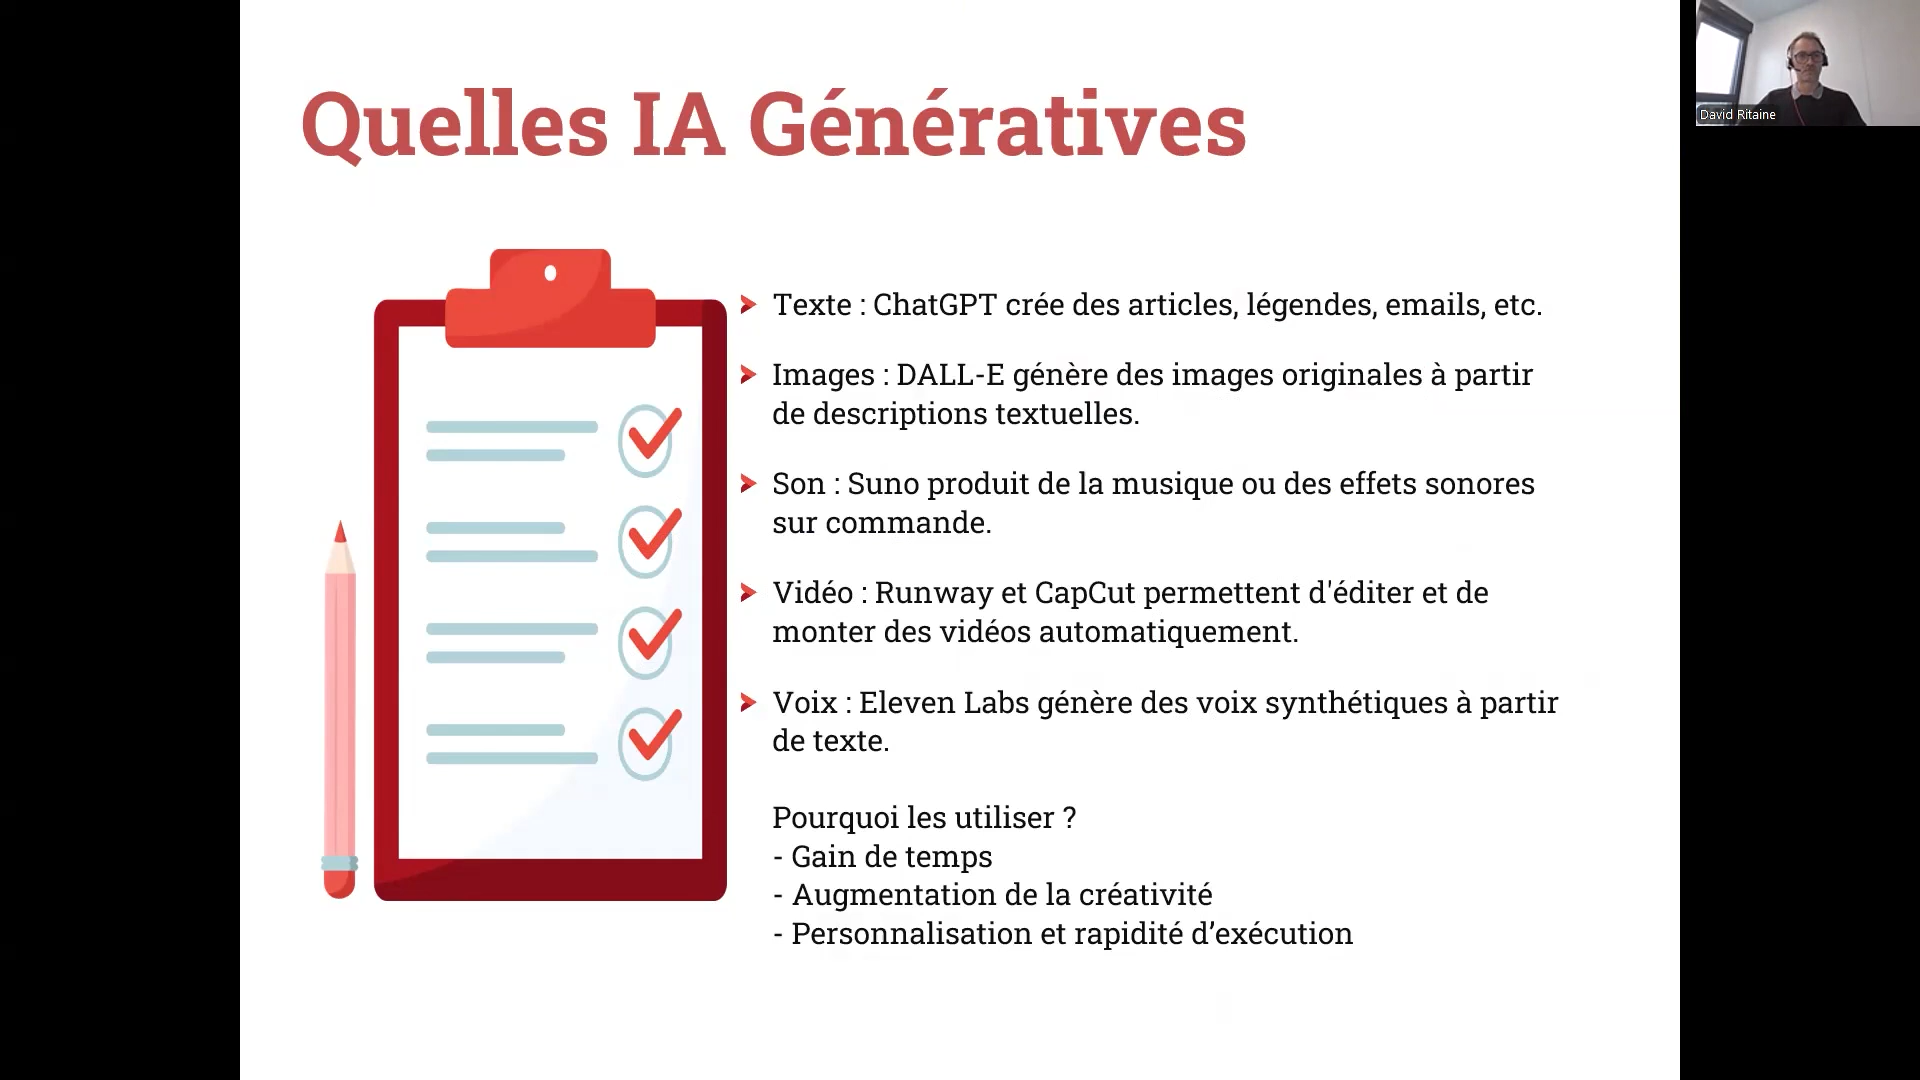 Quelles IA Génératives
David Ritaine
Texte : ChatGPT crée des articles, légendes, emails, etc.
Images : DALL-E génère des images originales à partir
de descriptions textuelles.
Son : Suno produit de la musique ou des effets sonores
sur commande.
Vidéo : Runway et CapCut permettent d'éditer et de
monter des vidéos automatiquement.
Voix : Eleven Labs génère des voix synthétiques à partir
de texte.
Pourquoi les utiliser ?
- Gain de temps
- Augmentation de la créativité
- Personnalisation et rapidité d’exécution